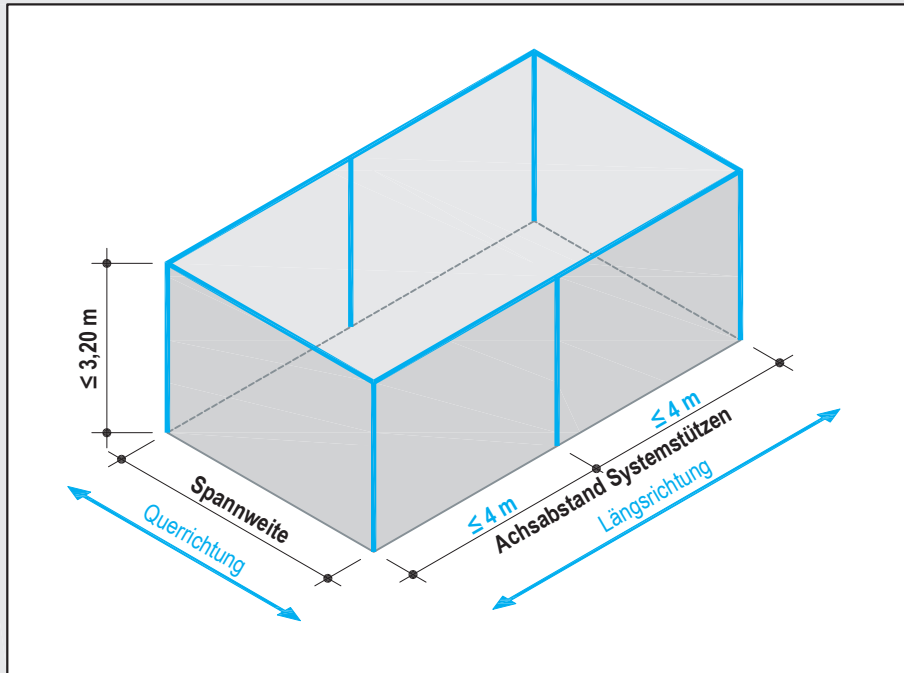 ≤ 3,20 m
Spannweite
Querrichtung
≤ 4 m
≤ 4 m
Achsabstand Systemstützen
Längsrichtung